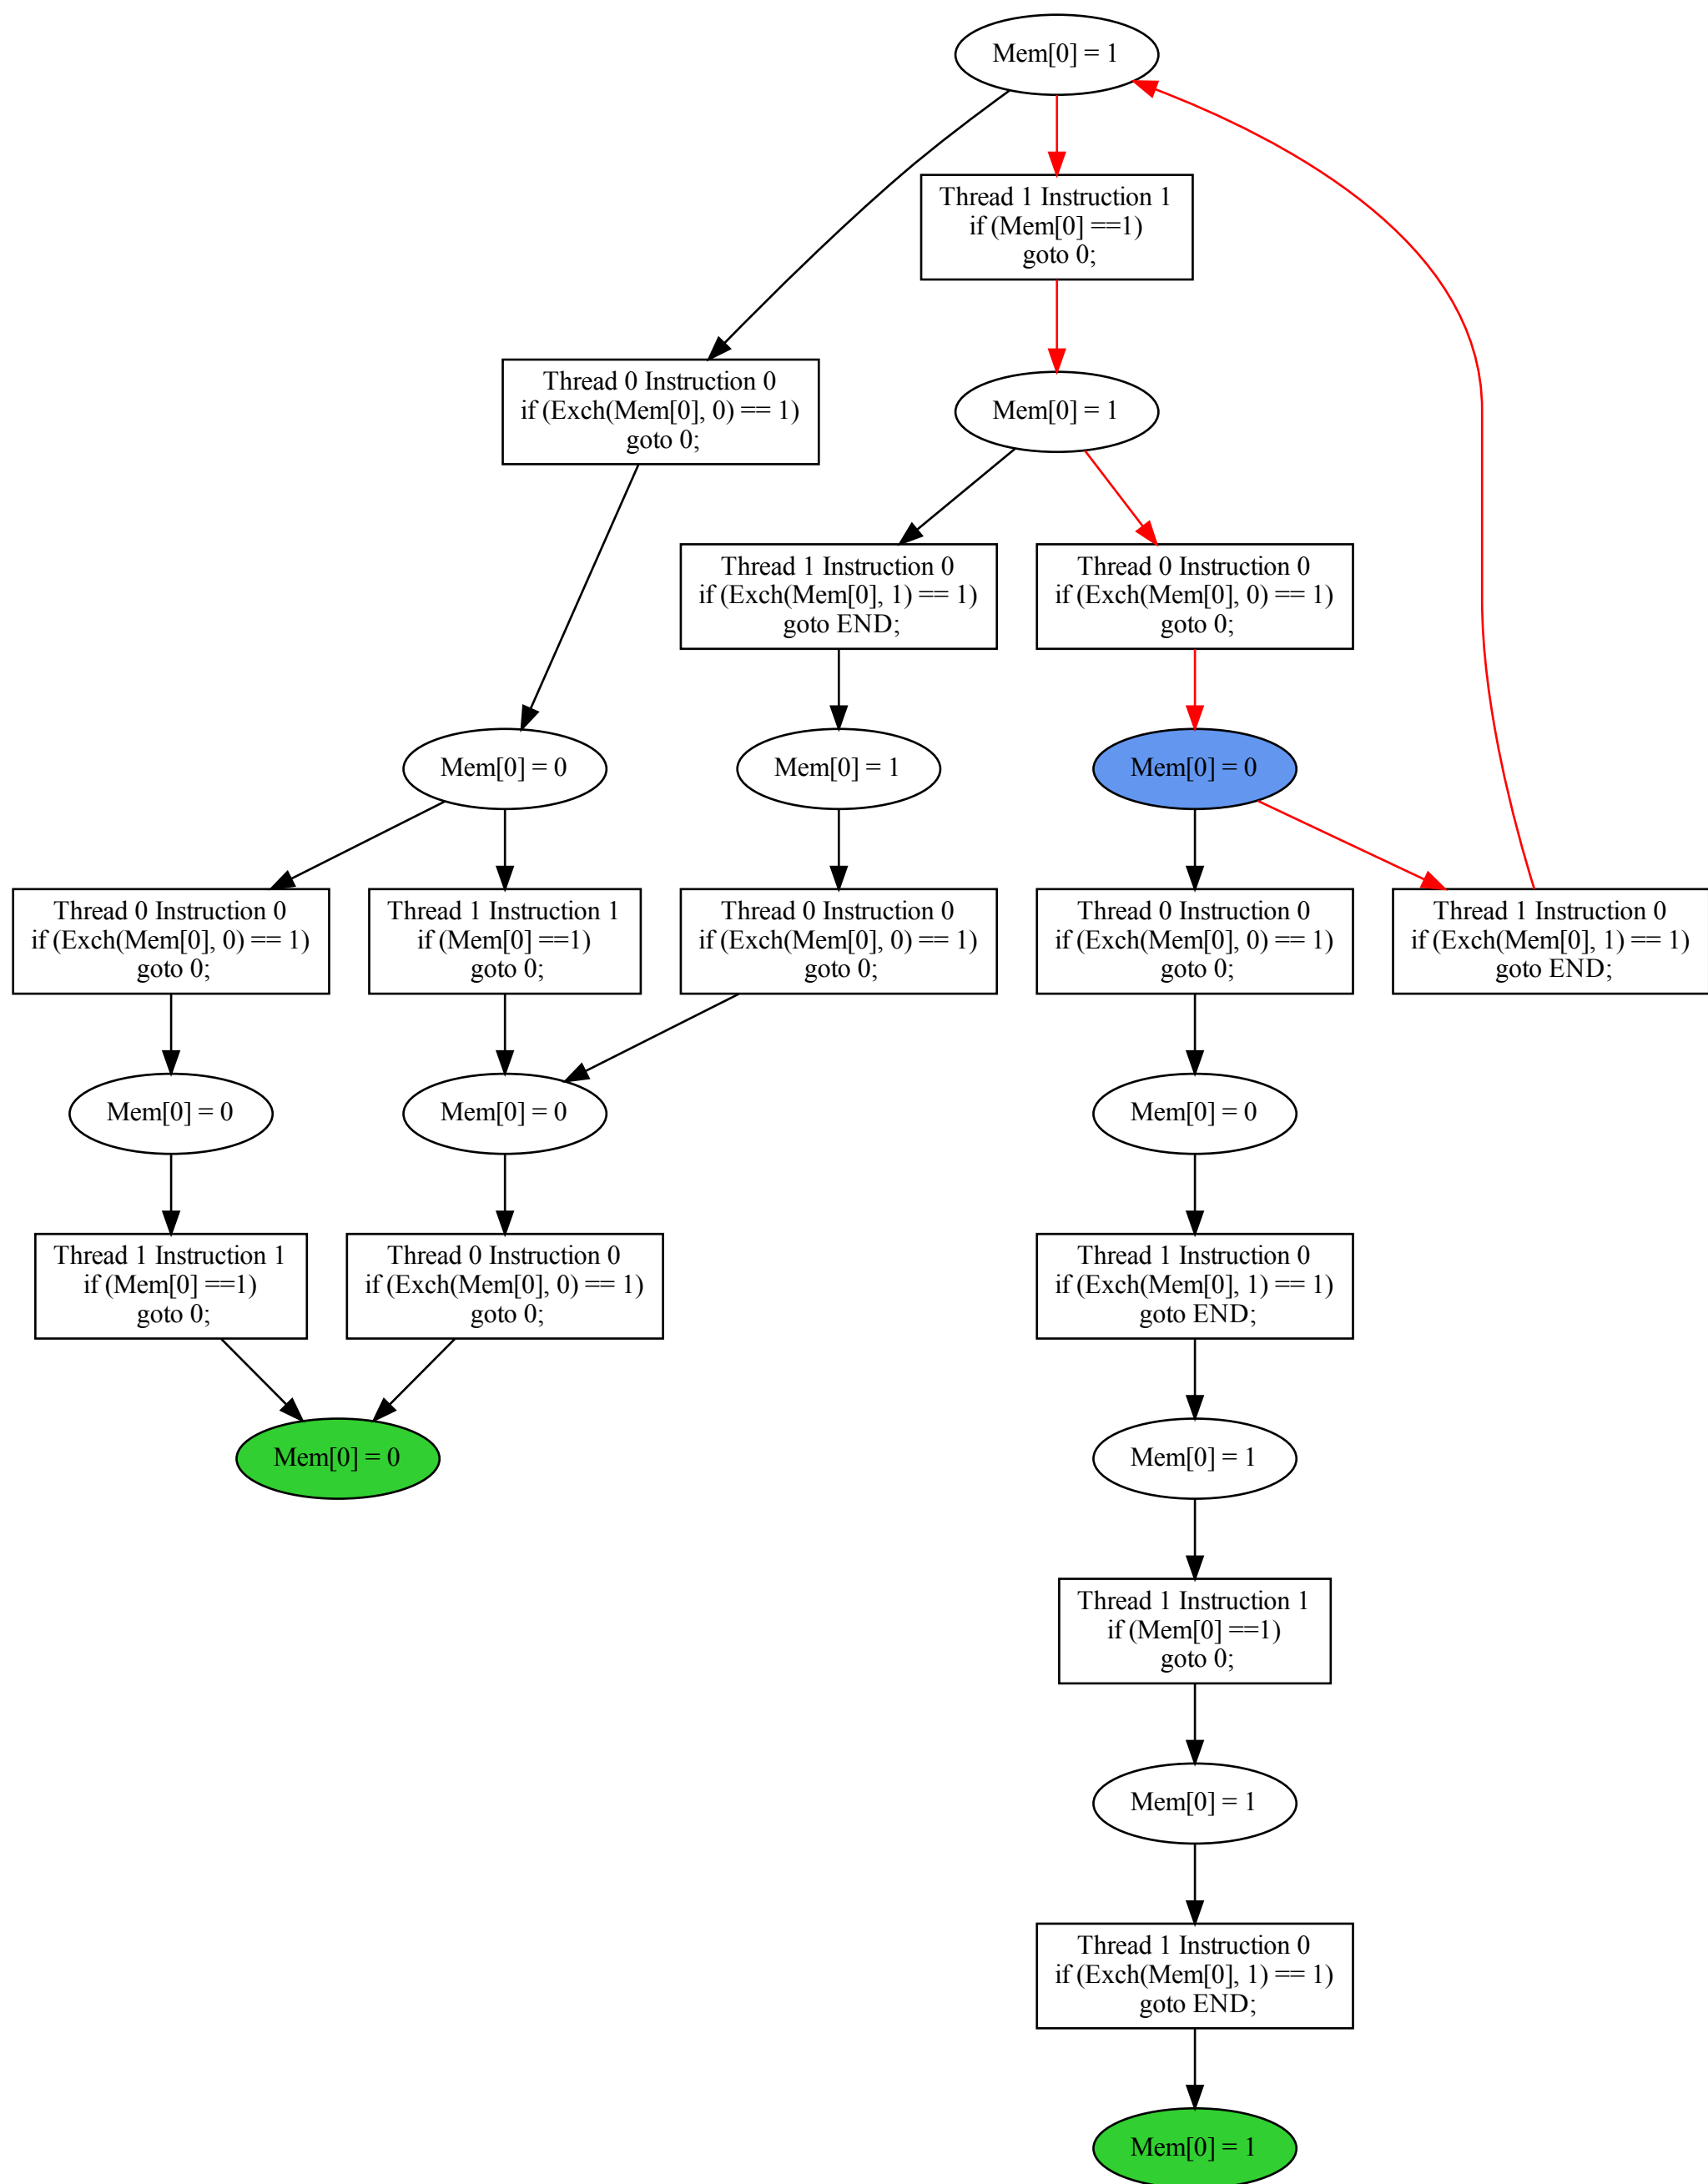 Mem[0] = 1
Thread 1 Instruction 1
if (Mem[0] ==1)
goto 0;
Thread 0 Instruction 0
if (Exch(Mem[0], 0) == 1)
goto 0;
Mem[0] = 1
Thread 1 Instruction 0
if (Exch(Mem[0], 1) == 1)
goto END;
Thread 0 Instruction 0
if (Exch(Mem[0], 0) == 1)
goto 0;
Mem[0] = 0
Mem[0] = 1
Mem[0] = 0
Thread 0 Instruction 0
if (Exch(Mem[0], 0) == 1)
goto 0;
Thread 1 Instruction 1
if (Mem[0] ==1)
goto 0;
Thread 0 Instruction 0
if (Exch(Mem[0], 0) == 1)
goto 0;
Thread 0 Instruction 0
if (Exch(Mem[0], 0) == 1)
goto 0;
Thread 1 Instruction 0
if (Exch(Mem[0], 1) == 1)
goto END;
Mem[0] = 0
Mem[0] = 0
Mem[0] = 0
Thread 1 Instruction 1
if (Mem[0] ==1)
goto 0;
Thread 0 Instruction 0
if (Exch(Mem[0], 0) == 1)
goto 0;
Thread 1 Instruction 0
if (Exch(Mem[0], 1) == 1)
goto END;
Mem[0] = 0
Mem[0] = 1
Thread 1 Instruction 1
if (Mem[0] ==1)
goto 0;
Mem[0] = 1
Thread 1 Instruction 0
if (Exch(Mem[0], 1) == 1)
goto END;
Mem[0] = 1